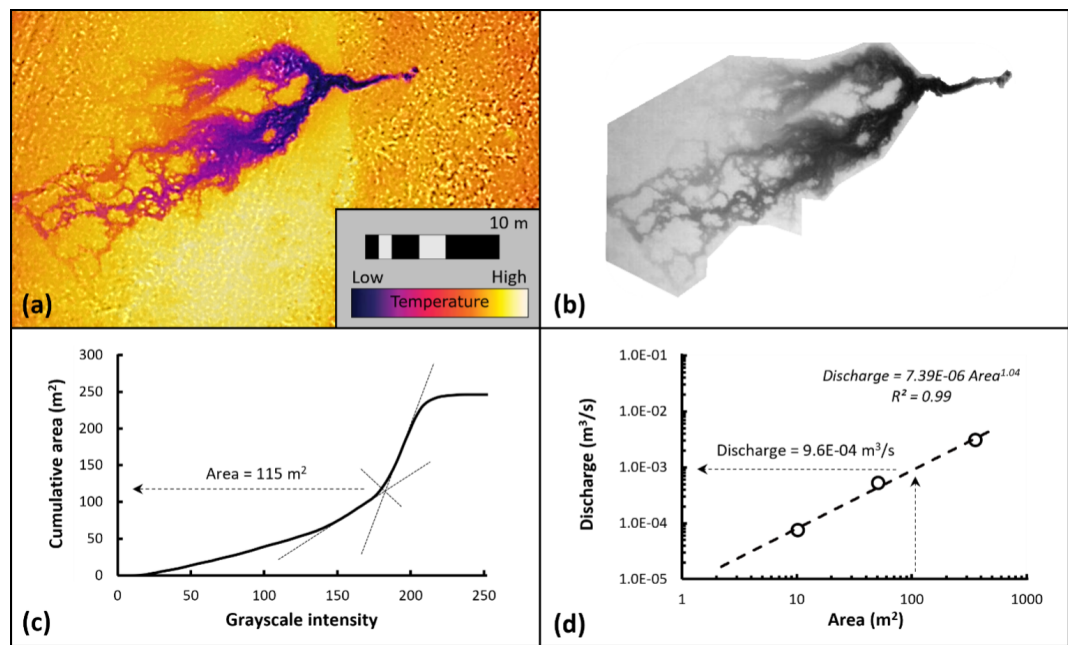 10 m
Low High
Temperature
(a)
(b)
300
250
200
150
100
50
0
Cumulative area (m²)
Area = 115 m²
0 50 100 150 200 250
Grayscale intensity
(c)
1.0E-01
1.0E-02
1.0E-03
1.0E-04
1.0E-05
Discharge (m³/s)
Discharge = 7.39E-06 Area¹·⁰⁴
R² = 0.99
Discharge = 9.6E-04 m³/s
1 10 100 1000
Area (m²)
(d)